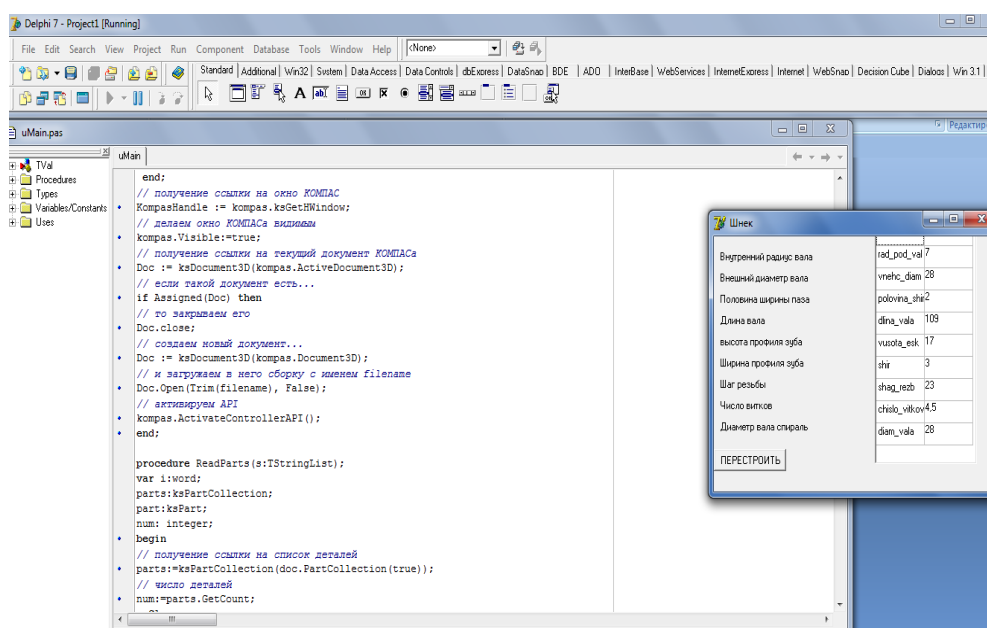 Delphi 7 - Project1 [Running]
File Edit Search View Project Run Component Database Tools Window Help <None>
Standard Additional Win32 System Data Access Data Controls dbExpress DataSnap BDE ADO InterBase WebServices InternetExpress Internet WebSnap Decision Cube Dialogs Win 3.1
uMain.pas
Редактир
TVal
Procedures
Types
Variables/Constants
Uses
uMain
end;
// получение ссылки на окно КОМПАС
KompasHandle := kompas.ksGetHWindow;
// делаем окно КОМПАСа видимым
kompas.Visible:=true;
// получение ссылки на текущий документ КОМПАСа
Doc := ksDocument3D(kompas.ActiveDocument3D);
// если такой документ есть...
if Assigned(Doc) then
// то закрываем его
Doc.close;
// создаем новый документ...
Doc := ksDocument3D(kompas.Document3D);
// и загружаем в него сборку с именем filename
Doc.Open(Trim(filename), False);
// активируем API
kompas.ActivateControllerAPI();
end;
procedure ReadParts(s:TStringList);
var i:word;
parts:ksPartCollection;
part:ksPart;
num: integer;
begin
// получение ссылки на список деталей
parts:=ksPartCollection(doc.PartCollection(true));
// число деталей
num:=parts.GetCount;
Шнек
Внутренний радиус вала rad_pod_val 7
Внешний диаметр вала vnehc_diam 28
Половина ширины паза polovina_shir 2
Длина вала dlina_vala 109
высота профиля зуба vusota_esk 17
Ширина профиля зуба shir 3
Шаг резьбы shag_rezb 23
Число витков chislo_vitkov 4,5
Диаметр вала спираль diam_vala 28
ПЕРЕСТРОИТЬ